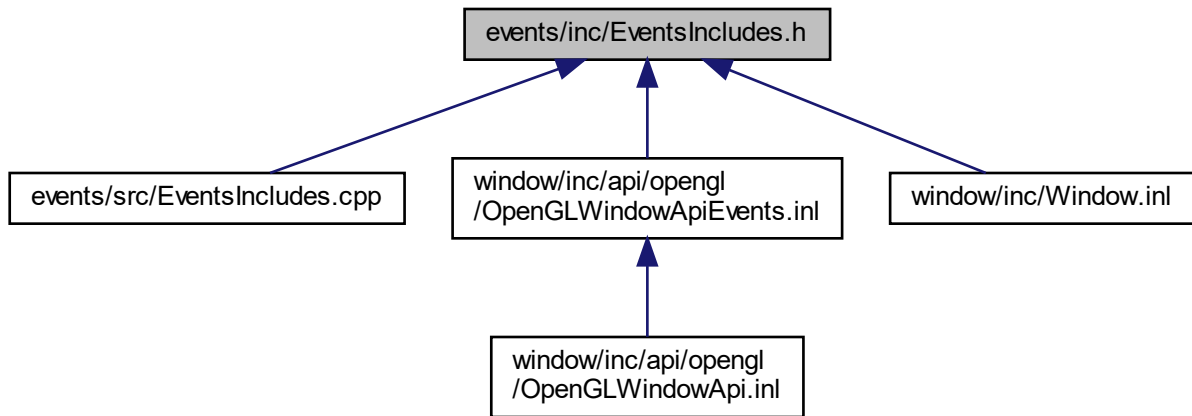 events/inc/EventsIncludes.h
events/src/EventsIncludes.cpp
window/inc/api/opengl
/OpenGLWindowApiEvents.inl
window/inc/Window.inl
window/inc/api/opengl
/OpenGLWindowApi.inl